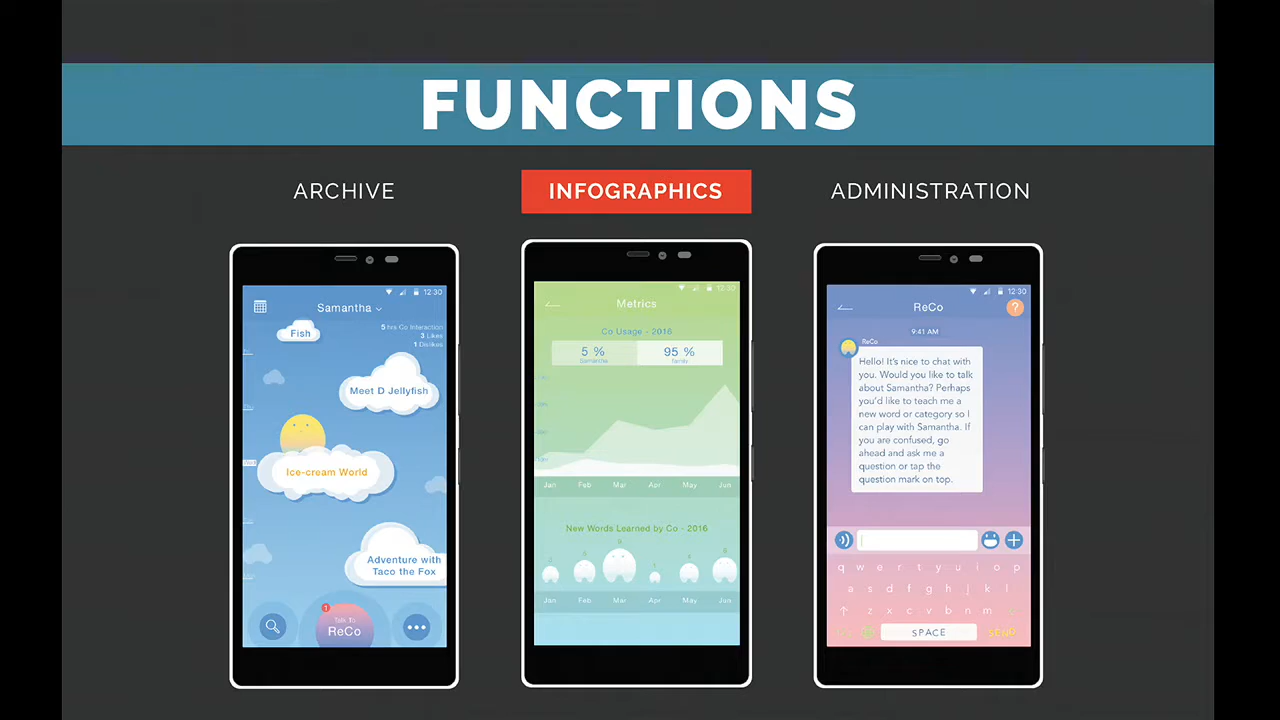 FUNCTIONS
ARCHIVE
INFOGRAPHICS
ADMINISTRATION
12:30
Samantha
Fish
5 hrs Co Interaction
3 Likes
1 Dislikes
Meet D Jellyfish
Ice-cream World
Adventure with
Taco the Fox
1
Talk To
ReCo
12:30
Metrics
Co Usage - 2016
5 % 95 %
Samantha
Jan Feb Mar Apr May Jun
New Words Learned by Co - 2016
Jan Feb Mar Apr May Jun
12:30
ReCo
?
9:41 AM
ReCo
Hello! It's nice to chat with
you. Would you like to talk
about Samantha? Perhaps
you'd like to teach me a
new word or category so I
can play with Samantha. If
you are confused, go
ahead and ask me a
question or tap the
question mark on top.
q w e r t y u i o p
a s d f g h j k l
z x c v b n m
SPACE
SEND